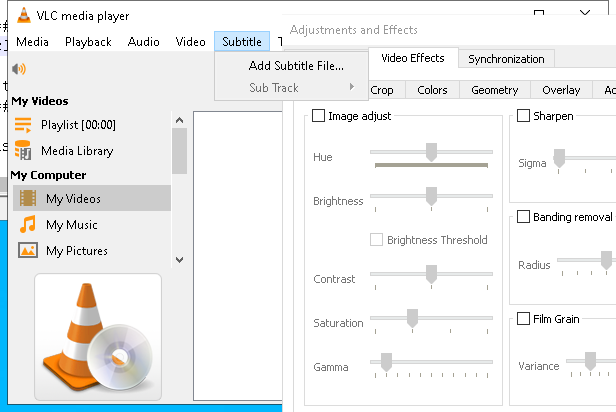 VLC media player
Adjustments and Effects
Media Playback Audio Video Subtitle
Add Subtitle File...
Sub Track
Video Effects Synchronization
Crop Colors Geometry Overlay
My Videos
Playlist [00:00]
Media Library
My Computer
My Videos
My Music
My Pictures
Image adjust
Hue
Brightness
Brightness Threshold
Contrast
Saturation
Gamma
Sharpen
Sigma
Banding removal
Radius
Film Grain
Variance